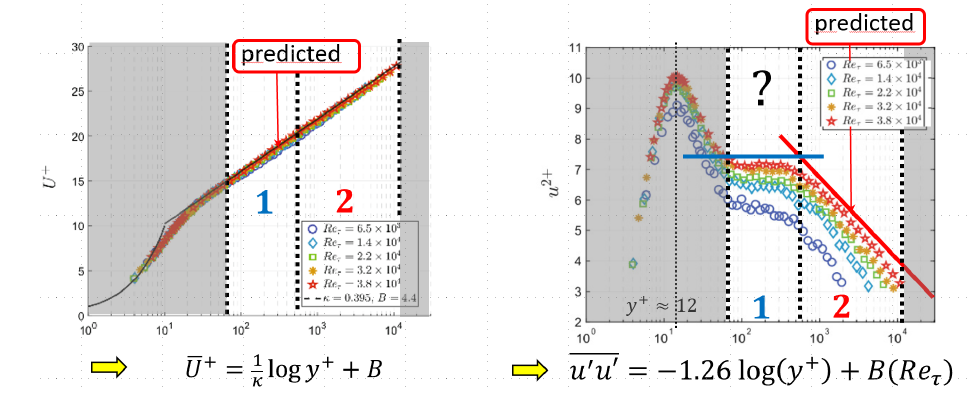 predicted
30
25
20
15
10
5
0
U⁺
1
2
Reτ = 6.5 × 10³
Reτ = 1.4 × 10⁴
Reτ = 2.2 × 10⁴
Reτ = 3.2 × 10⁴
Reτ = 3.8 × 10⁴
κ = 0.395, B = 4.4
10⁰
10¹
10²
10³
10⁴
U̅⁺ = 1/κ log y⁺ + B
predicted
11
10
9
8
7
6
5
4
3
2
u²⁺
?
Reτ = 6.5 × 10³
Reτ = 1.4 × 10⁴
Reτ = 2.2 × 10⁴
Reτ = 3.2 × 10⁴
Reτ = 3.8 × 10⁴
y⁺ ≈ 12
1
2
10⁰
10¹
10²
10³
10⁴
u'u'‾ = −1.26 log(y⁺) + B(Reτ)